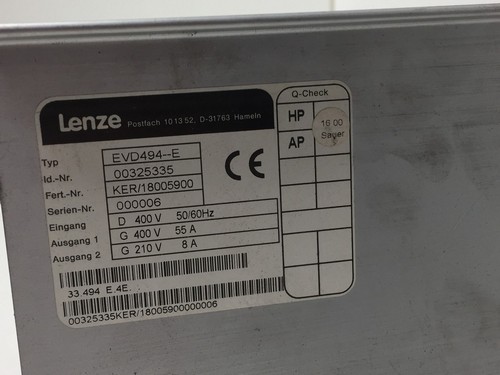 Lenze Postfach 10 13 52, D-31763 Hameln
Typ EVD494--E
Id.-Nr. 00325335
Fert.-Nr. KER/18005900
Serien-Nr. 000006
Eingang D 400 V 50/60Hz
Ausgang 1 G 400 V 55 A
Ausgang 2 G 210 V 8 A
CE
33.494 E.4E.
00325335KER/18005900000006
Q-Check
HP
AP
16 00
Sauer